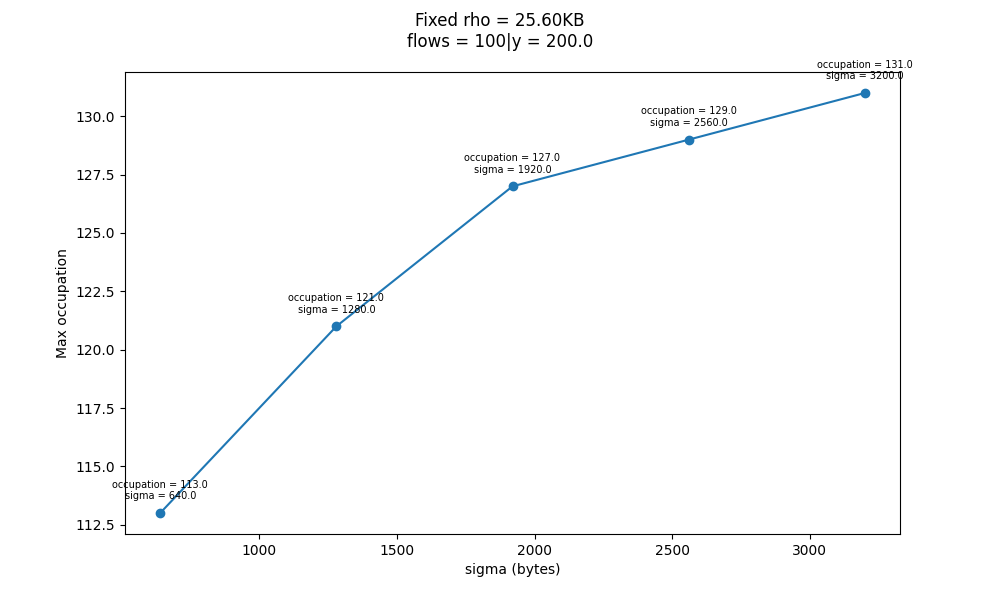 Fixed rho = 25.60KB
flows = 100|y = 200.0
occupation = 131.0
sigma = 3200.0
occupation = 129.0
sigma = 2560.0
occupation = 127.0
sigma = 1920.0
occupation = 121.0
sigma = 1280.0
occupation = 113.0
sigma = 640.0
Max occupation
130.0
127.5
125.0
122.5
120.0
117.5
115.0
112.5
1000
1500
2000
2500
3000
sigma (bytes)